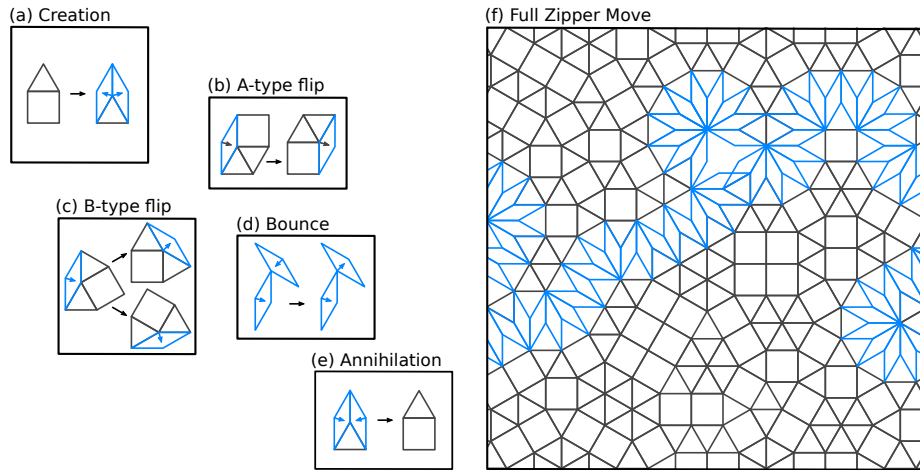 (a) Creation
(b) A-type flip
(c) B-type flip
(d) Bounce
(e) Annihilation
(f) Full Zipper Move